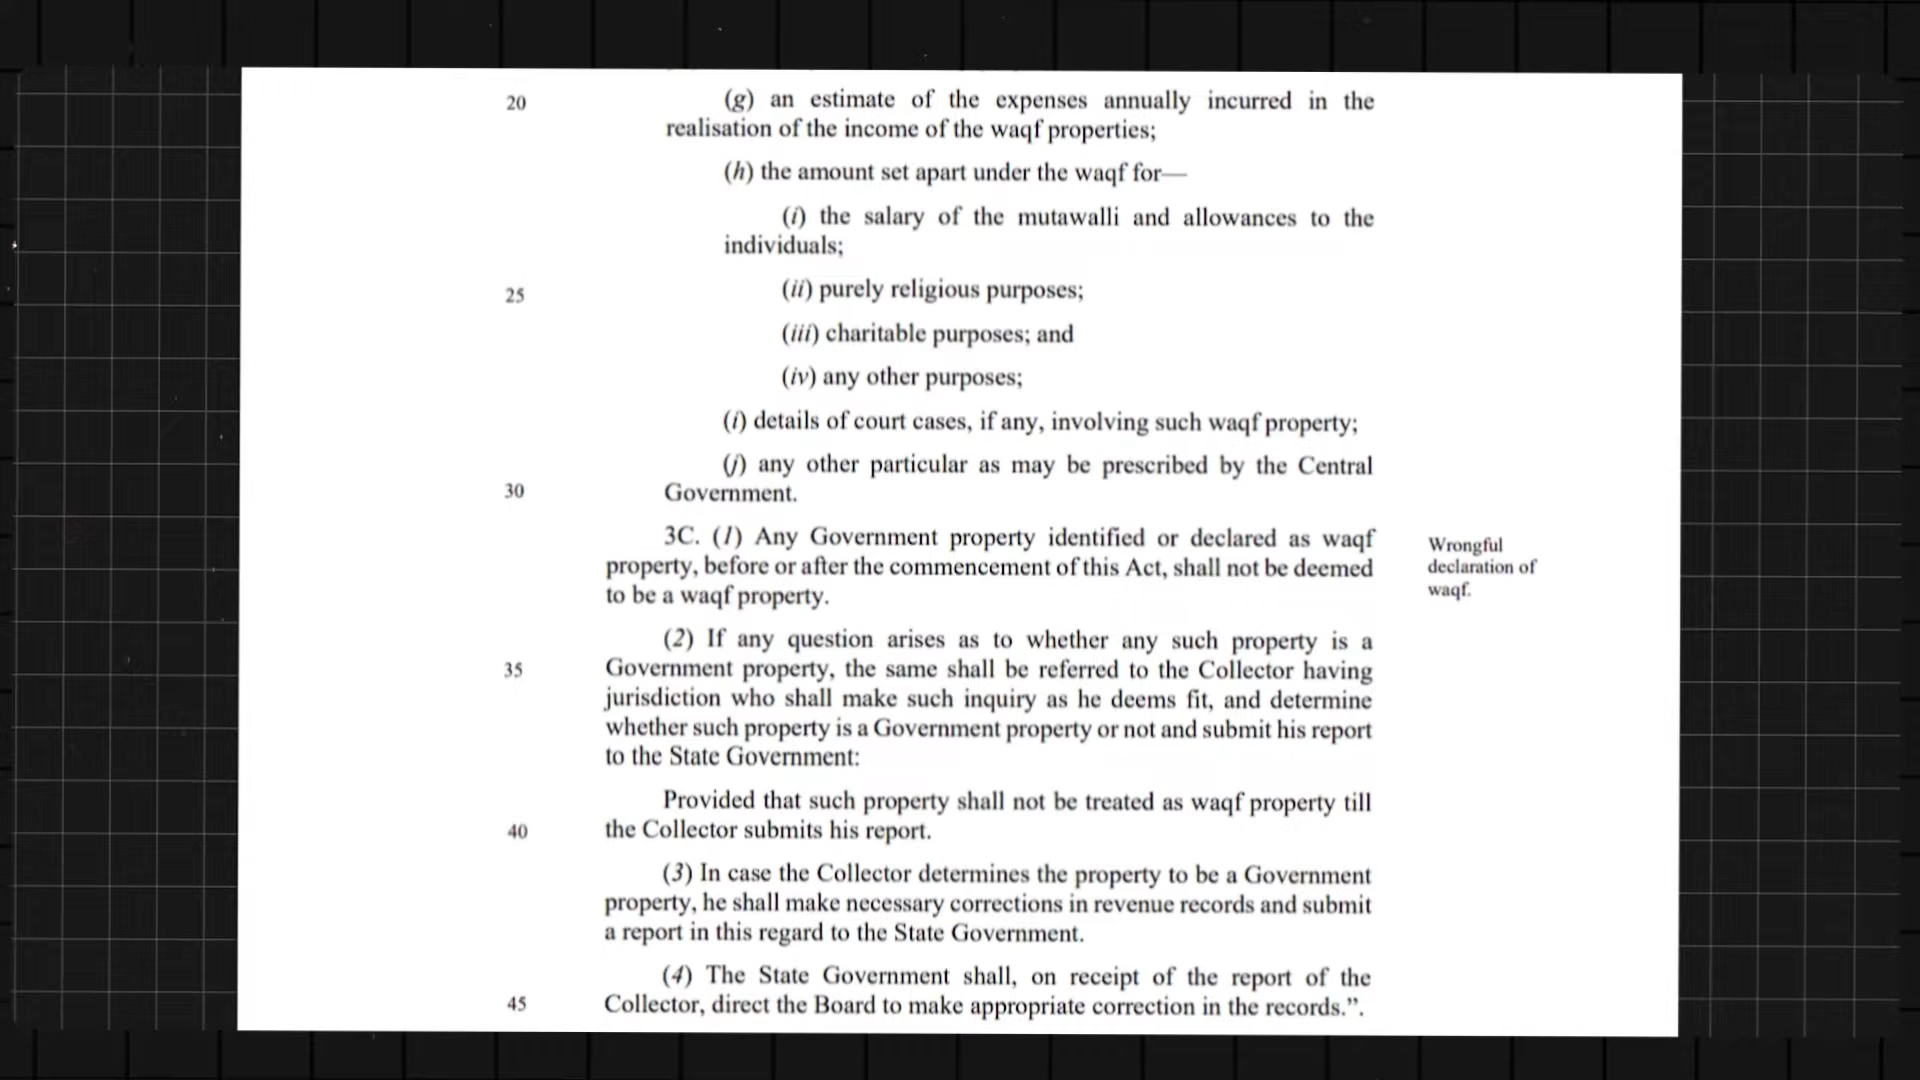 20 (g) an estimate of the expenses annually incurred in the
realisation of the income of the waqf properties;
(h) the amount set apart under the waqf for—
(i) the salary of the mutawalli and allowances to the
individuals;
25 (ii) purely religious purposes;
(iii) charitable purposes; and
(iv) any other purposes;
(i) details of court cases, if any, involving such waqf property;
(j) any other particular as may be prescribed by the Central
30 Government.
3C. (1) Any Government property identified or declared as waqf
property, before or after the commencement of this Act, shall not be deemed
to be a waqf property.
Wrongful
declaration of
waqf.
(2) If any question arises as to whether any such property is a
35 Government property, the same shall be referred to the Collector having
jurisdiction who shall make such inquiry as he deems fit, and determine
whether such property is a Government property or not and submit his report
to the State Government:
Provided that such property shall not be treated as waqf property till
40 the Collector submits his report.
(3) In case the Collector determines the property to be a Government
property, he shall make necessary corrections in revenue records and submit
a report in this regard to the State Government.
(4) The State Government shall, on receipt of the report of the
45 Collector, direct the Board to make appropriate correction in the records.”.